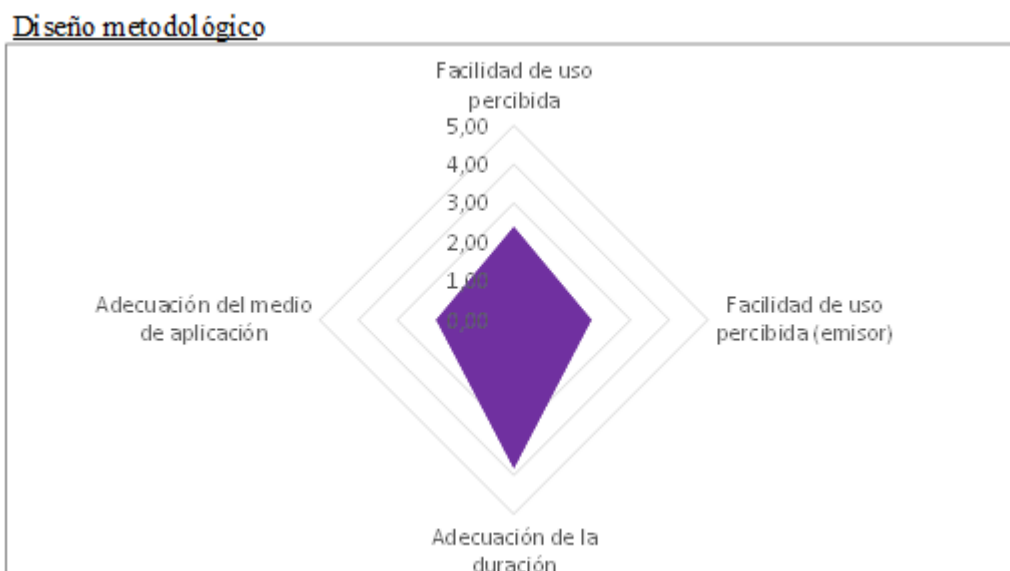 Diseño metodológico
Facilidad de uso
percibida
5,00
4,00
3,00
2,00
1,00
0,00
Adecuación del medio
de aplicación
Facilidad de uso
percibida (emisor)
Adecuación de la
duración